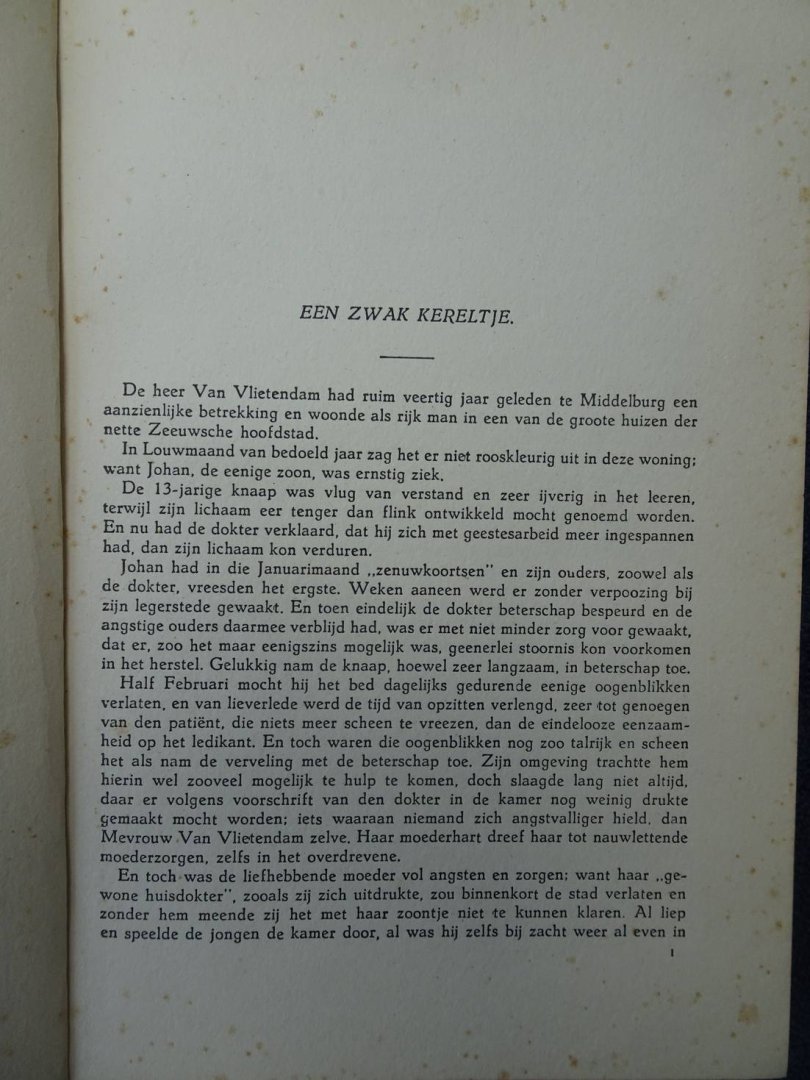 EEN ZWAK KERELTJE.
De heer Van Vlietendam had ruim veertig jaar geleden te Middelburg een
aanzienlijke betrekking en woonde als rijk man in een van de groote huizen der
nette Zeeuwsche hoofdstad.
In Louwmaand van bedoeld jaar zag het er niet rooskleurig uit in deze woning;
want Johan, de eenige zoon, was ernstig ziek.
De 13-jarige knaap was vlug van verstand en zeer ijverig in het leeren,
terwijl zijn lichaam eer tenger dan flink ontwikkeld mocht genoemd worden.
En nu had de dokter verklaard, dat hij zich met geestesarbeid meer ingespannen
had, dan zijn lichaam kon verduren.
Johan had in die Januarimaand „zenuwkoortsen" en zijn ouders, zoowel als
de dokter, vreesden het ergste. Weken aaneen werd er zonder verpoozing bij
zijn legerstede gewaakt. En toen eindelijk de dokter beterschap bespeurd en de
angstige ouders daarmee verblijd had, was er met niet minder zorg voor gewaakt,
dat er, zoo het maar eenigszins mogelijk was, geenerlei stoornis kon voorkomen
in het herstel. Gelukkig nam de knaap, hoewel zeer langzaam, in beterschap toe.
Half Februari mocht hij het bed dagelijks gedurende eenige oogenblikken
verlaten, en van lieverlede werd de tijd van opzitten verlengd, zeer tot genoegen
van den patiënt, die niets meer scheen te vreezen, dan de eindelooze eenzaam-
heid op het ledikant. En toch waren die oogenblikken nog zoo talrijk en scheen
het als nam de verveling met de beterschap toe. Zijn omgeving trachtte hem
hierin wel zooveel mogelijk te hulp te komen, doch slaagde lang niet altijd,
daar er volgens voorschrift van den dokter in de kamer nog weinig drukte
gemaakt mocht worden; iets waaraan niemand zich angstvalliger hield, dan
Mevrouw Van Vlietendam zelve. Haar moederhart dreef haar tot nauwlettende
moederzorgen, zelfs in het overdrevene.
En toch was de liefhebbende moeder vol angsten en zorgen; want haar „ge-
wone huisdokter", zooals zij zich uitdrukte, zou binnenkort de stad verlaten en
zonder hem meende zij het met haar zoontje niet te kunnen klaren. Al liep
en speelde de jongen de kamer door, al was hij zelfs bij zacht weer al even in
1